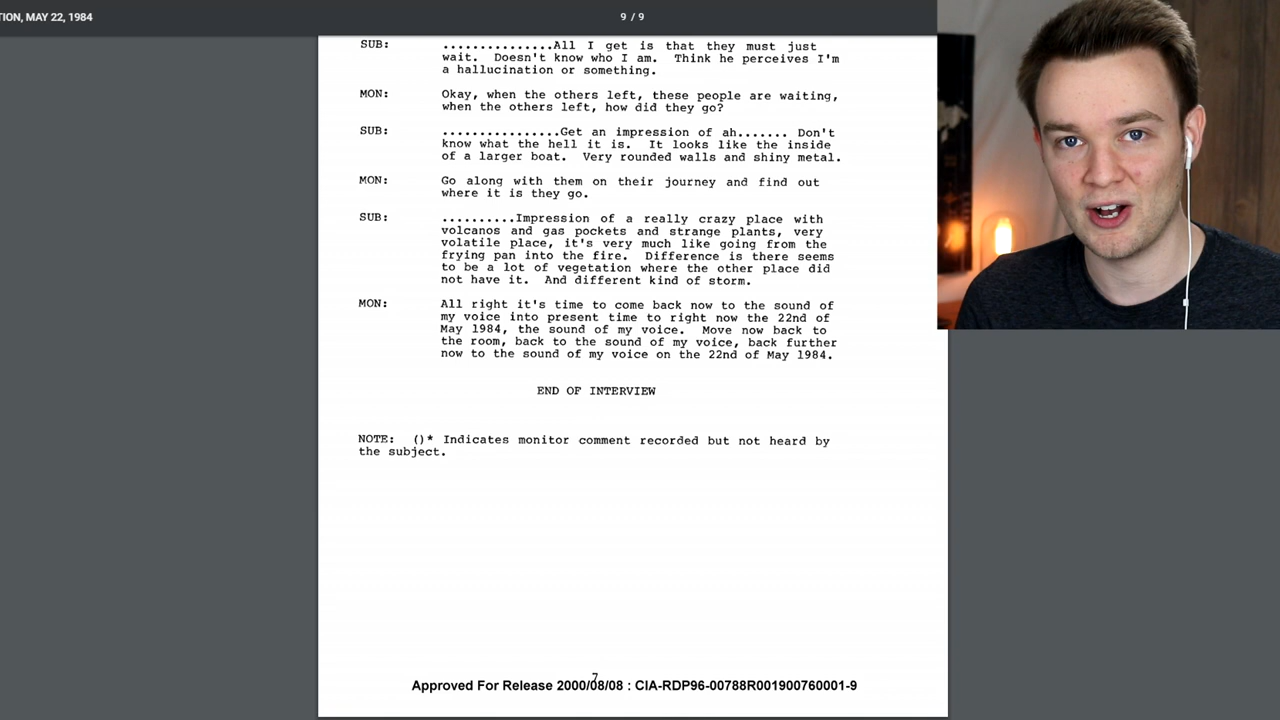 TION, MAY 22, 1984
9 / 9
SUB: ...............All I get is that they must just
wait. Doesn't know who I am. Think he perceives I'm
a hallucination or something.
MON: Okay, when the others left, these people are waiting,
when the others left, how did they go?
SUB: ................Get an impression of ah....... Don't
know what the hell it is. It looks like the inside
of a larger boat. Very rounded walls and shiny metal.
MON: Go along with them on their journey and find out
where it is they go.
SUB: ..........Impression of a really crazy place with
volcanos and gas pockets and strange plants, very
volatile place, it's very much like going from the
frying pan into the fire. Difference is there seems
to be a lot of vegetation where the other place did
not have it. And different kind of storm.
MON: All right it's time to come back now to the sound of
my voice into present time to right now the 22nd of
May 1984, the sound of my voice. Move now back to
the room, back to the sound of my voice, back further
now to the sound of my voice on the 22nd of May 1984.
END OF INTERVIEW
NOTE: ()* Indicates monitor comment recorded but not heard by
the subject.
7
Approved For Release 2000/08/08 : CIA-RDP96-00788R001900760001-9